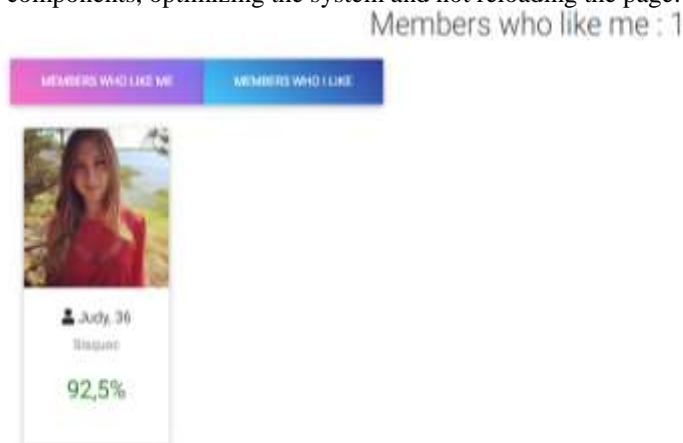 components, optimizing the system and not reloading the page.
Members who like me : 1
MEMBERS WHO LIKE ME MEMBERS WHO I LIKE
Judy, 36
Sisquoc
92,5%